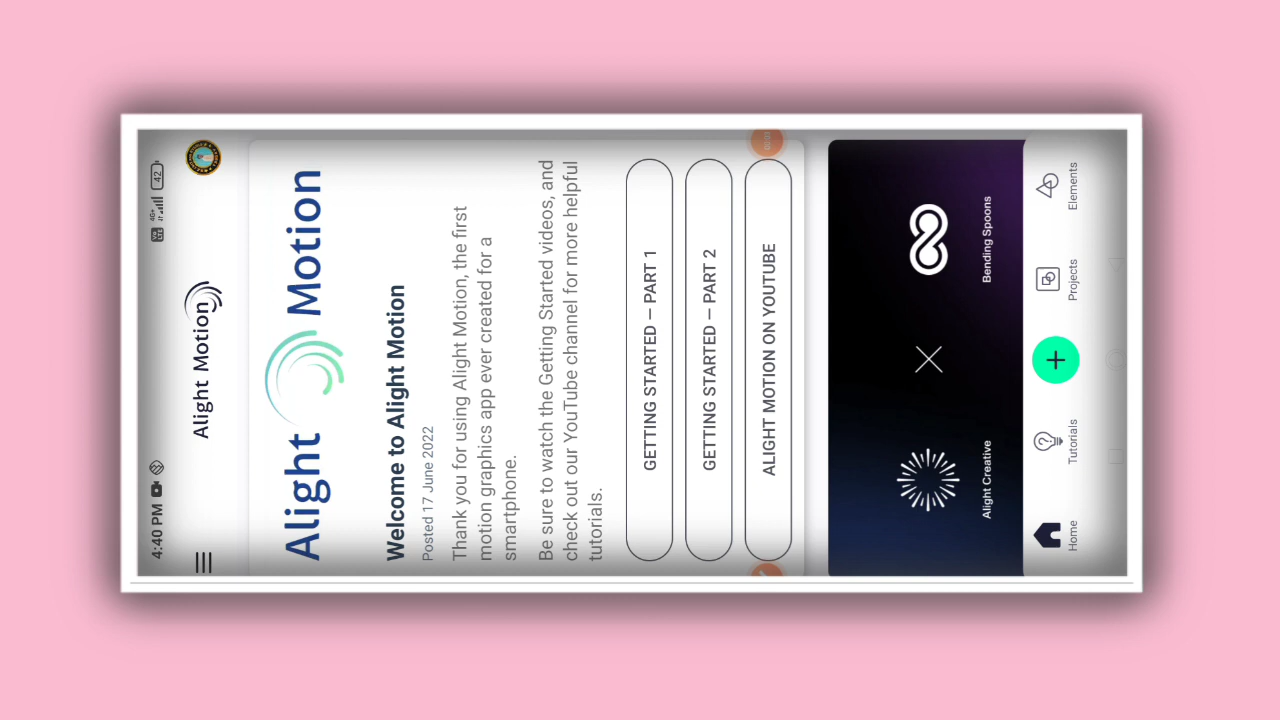 4:40 PM
4G+
42
Alight Motion
Alight Motion
Welcome to Alight Motion
Posted 17 June 2022
Thank you for using Alight Motion, the first
motion graphics app ever created for a
smartphone.
Be sure to watch the Getting Started videos, and
check out our YouTube channel for more helpful
tutorials.
GETTING STARTED – PART 1
GETTING STARTED – PART 2
ALIGHT MOTION ON YOUTUBE
Alight Creative
Bending Spoons
Home
Tutorials
Projects
Elements